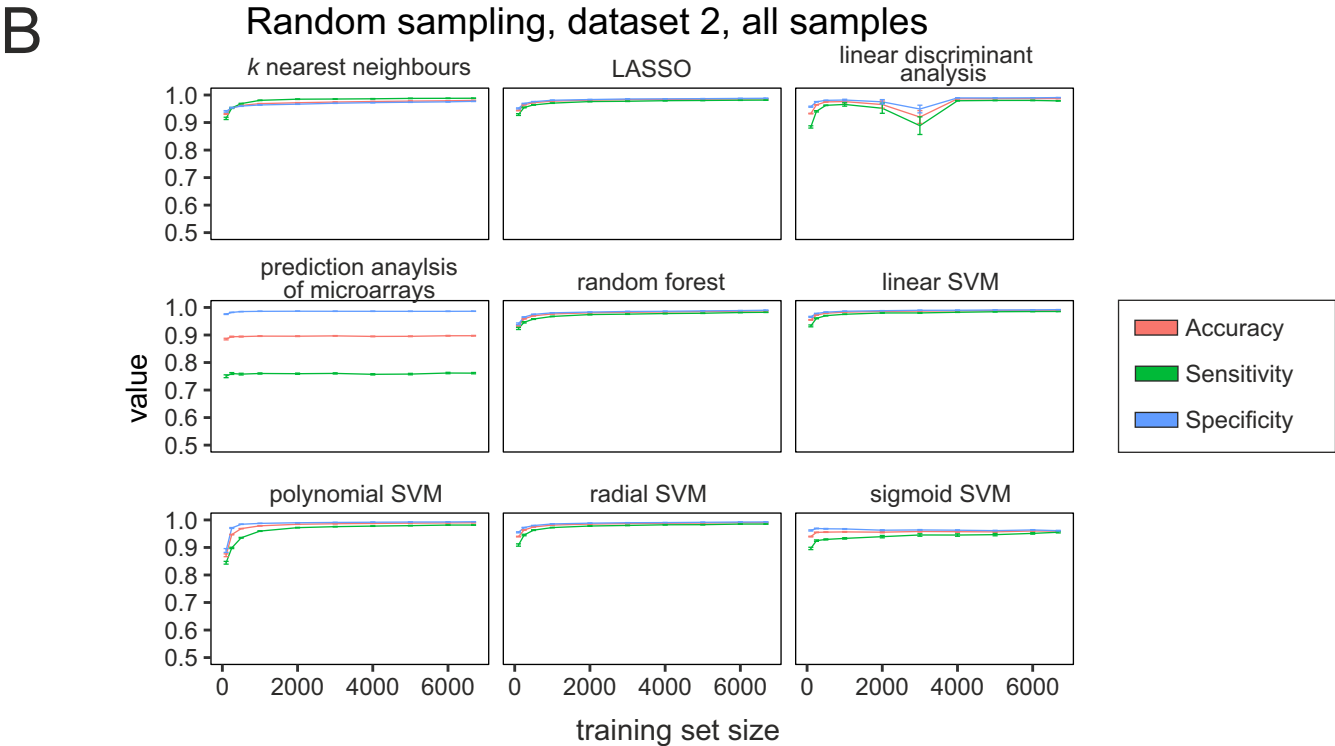 B
Random sampling, dataset 2, all samples
k nearest neighbours
LASSO
linear discriminant
analysis
1.0
0.9
0.8
0.7
0.6
0.5
prediction anaylsis
of microarrays
random forest
linear SVM
1.0
0.9
0.8
0.7
0.6
0.5
value
Accuracy
Sensitivity
Specificity
polynomial SVM
radial SVM
sigmoid SVM
1.0
0.9
0.8
0.7
0.6
0.5
0 2000 4000 6000
0 2000 4000 6000
0 2000 4000 6000
training set size